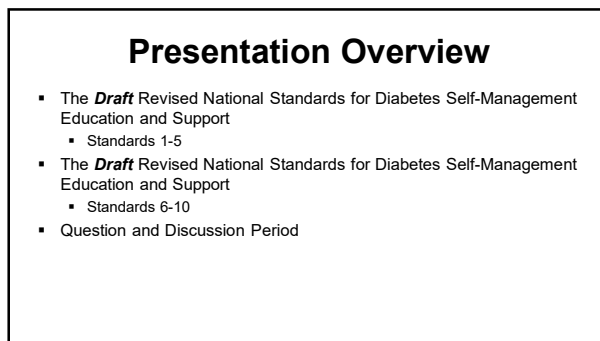 Presentation Overview
▪ The Draft Revised National Standards for Diabetes Self-Management
Education and Support
▪ Standards 1-5
▪ The Draft Revised National Standards for Diabetes Self-Management
Education and Support
▪ Standards 6-10
▪ Question and Discussion Period